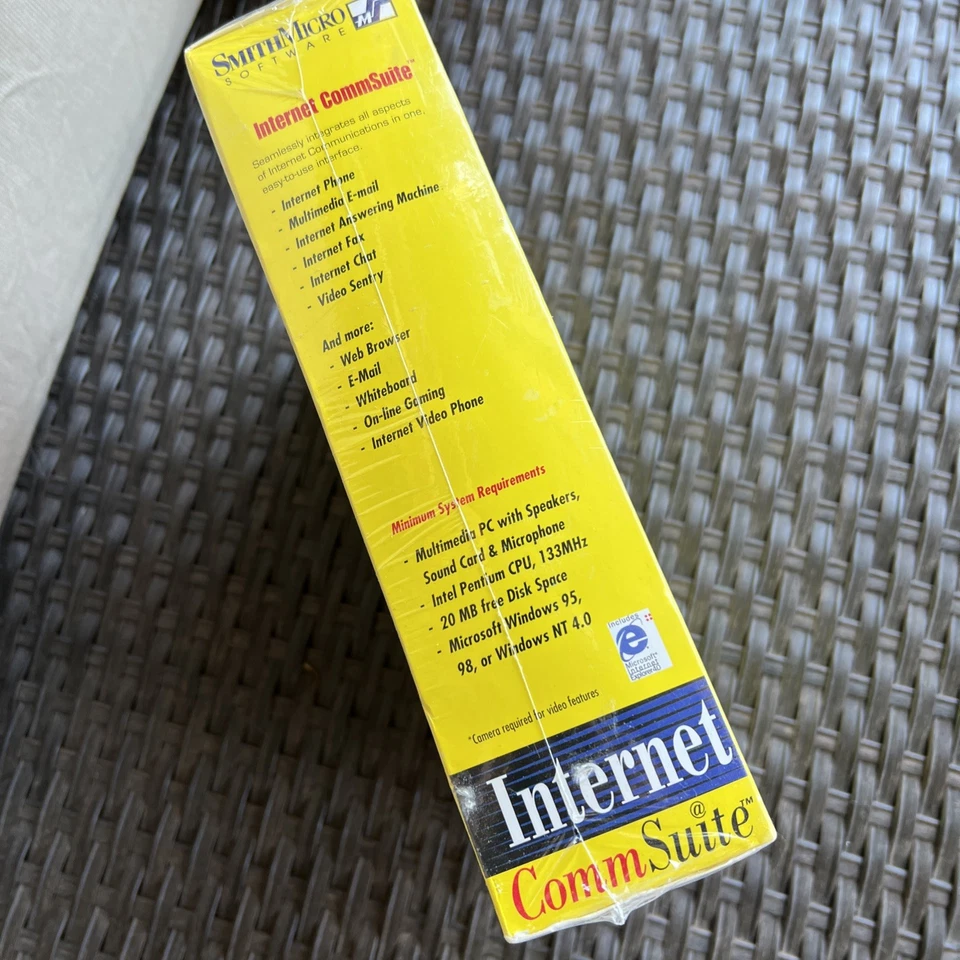 SMITHMICRO
SOFTWARE
Internet CommSuite™
Seamlessly integrates all aspects
of Internet Communications in one,
easy-to-use interface.
- Internet Phone
- Multimedia E-mail
- Internet Answering Machine
- Internet Fax
- Internet Chat
- Video Sentry
And more:
- Web Browser
- E-Mail
- Whiteboard
- On-line Gaming
- Internet Video Phone
Minimum System Requirements
- Multimedia PC with Speakers,
Sound Card & Microphone
- Intel Pentium CPU, 133MHz
- 20 MB free Disk Space
- Microsoft Windows 95,
98, or Windows NT 4.0
Includes
Microsoft®
Internet
Explorer
*Camera required for video features
Internet
@
CommSuite™